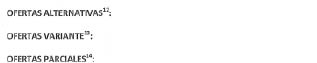 OFERTAS ALTERNATIVAS¹²:
OFERTAS VARIANTE¹³:
OFERTAS PARCIALES¹⁴: